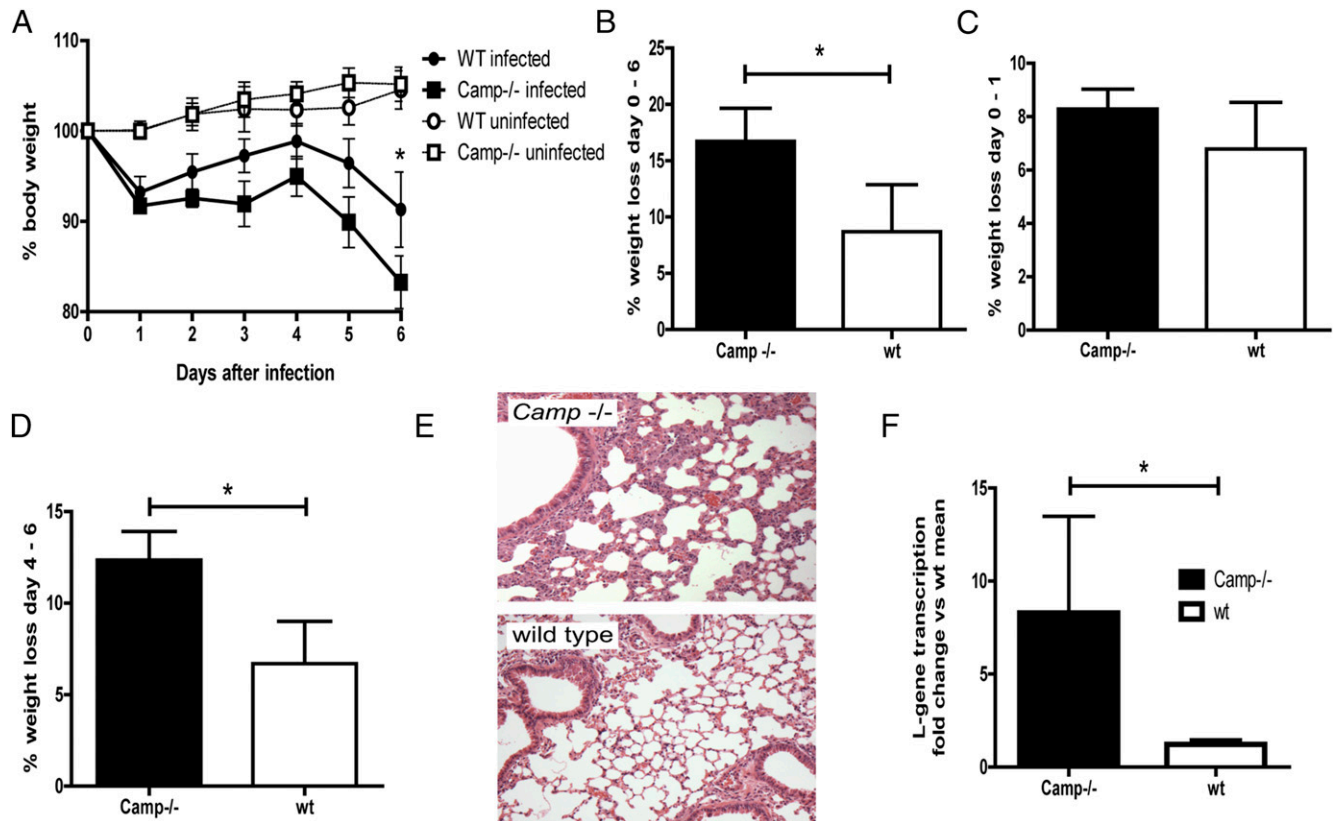 A
110
100
90
80
% body weight
0 1 2 3 4 5 6
Days after infection
*
WT infected
Camp-/- infected
WT uninfected
Camp-/- uninfected
B
25
20
15
10
5
0
% weight loss day 0 - 6
*
Camp -/- wt
C
10
8
6
4
2
0
% weight loss day 0 - 1
Camp-/- wt
D
15
10
5
0
% weight loss day 4 - 6
*
Camp-/- wt
E
Camp -/-
wild type
F
15
10
5
0
L-gene transcription
fold change vs wt mean
*
Camp-/-
wt
Camp-/- wt